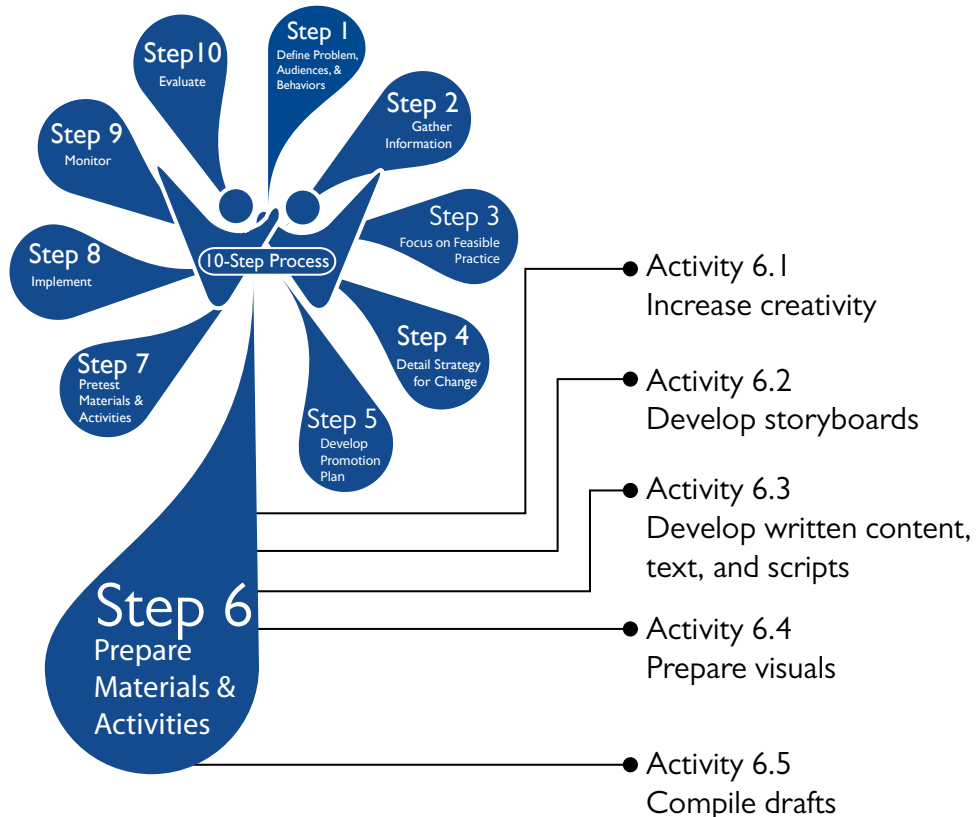 Step 1
Define Problem,
Audiences, &
Behaviors
Step 2
Gather
Information
Step 3
Focus on Feasible
Practice
Step 4
Detail Strategy
for Change
Step 5
Develop
Promotion
Plan
Step 6
Prepare
Materials &
Activities
Step 7
Pretest
Materials &
Activities
Step 8
Implement
Step 9
Monitor
Step10
Evaluate
10-Step Process
Activity 6.1
Increase creativity
Activity 6.2
Develop storyboards
Activity 6.3
Develop written content,
text, and scripts
Activity 6.4
Prepare visuals
Activity 6.5
Compile drafts